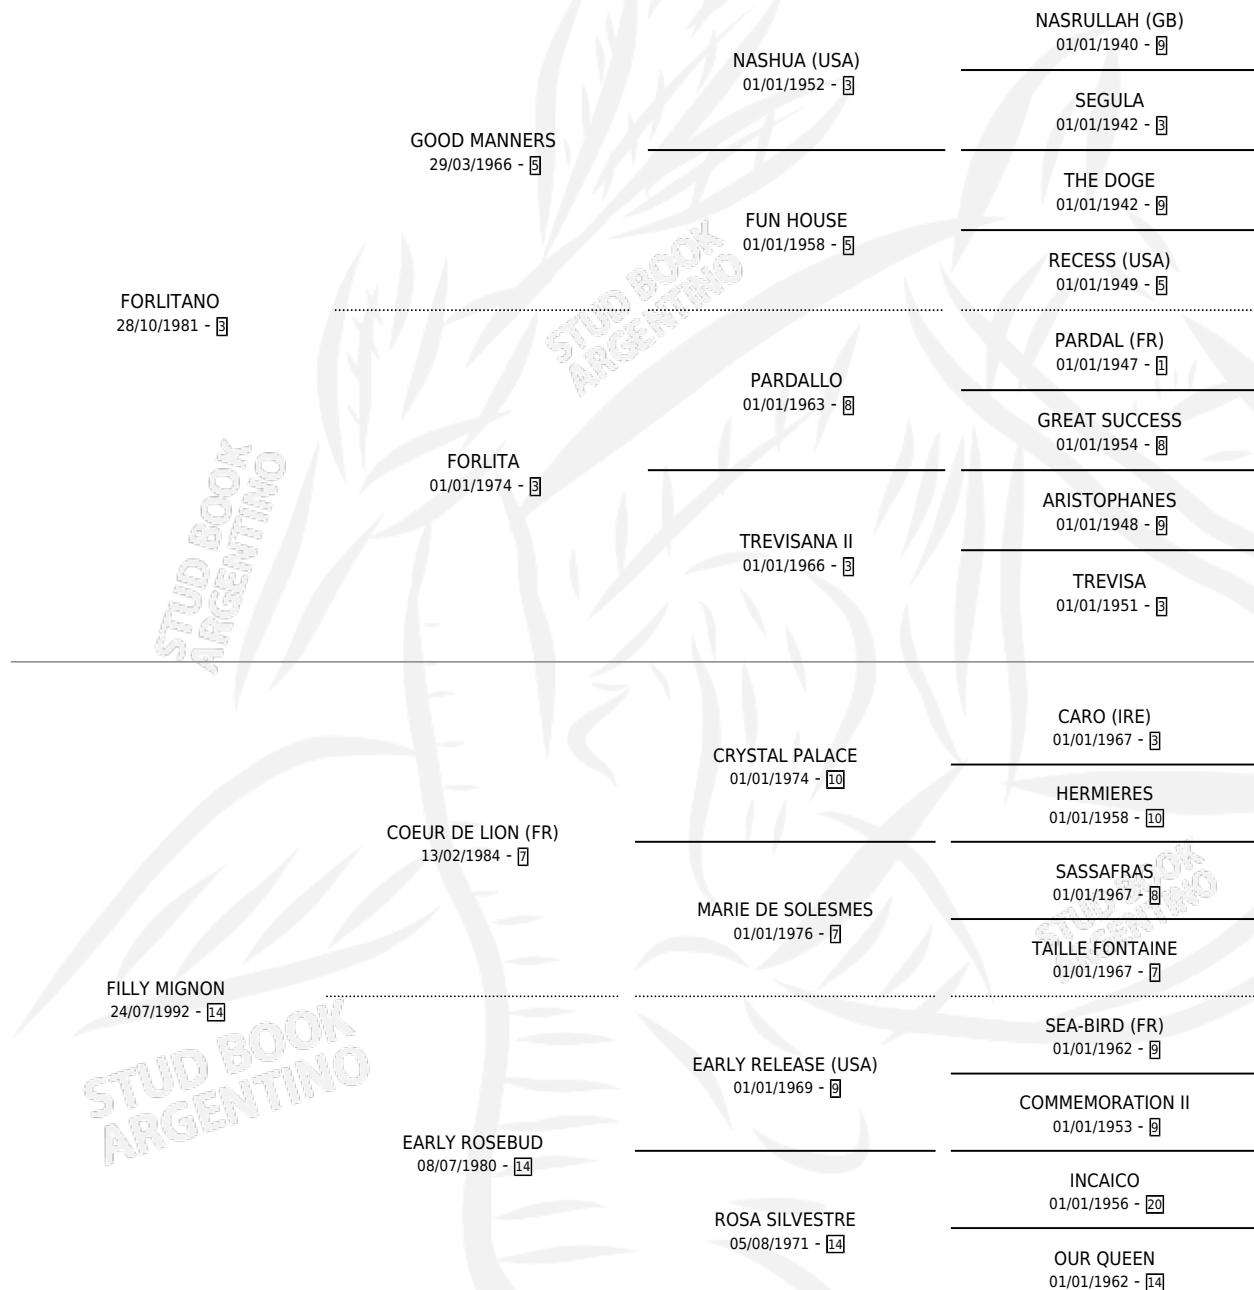 NASRULLAH (GB)
01/01/1940 - 9
NASHUA (USA)
01/01/1952 - 3
SEGULA
01/01/1942 - 3
GOOD MANNERS
29/03/1966 - 5
THE DOGE
01/01/1942 - 9
FUN HOUSE
01/01/1958 - 5
RECESS (USA)
01/01/1949 - 5
FORLITANO
28/10/1981 - 3
PARDAL (FR)
01/01/1947 - 1
PARDALLO
01/01/1963 - 8
GREAT SUCCESS
01/01/1954 - 8
FORLITA
01/01/1974 - 3
ARISTOPHANES
01/01/1948 - 9
TREVISANA II
01/01/1966 - 3
TREVISA
01/01/1951 - 3
CARO (IRE)
01/01/1967 - 3
CRYSTAL PALACE
01/01/1974 - 10
HERMIERES
01/01/1958 - 10
COEUR DE LION (FR)
13/02/1984 - 7
SASSAFRAS
01/01/1967 - 8
MARIE DE SOLESMES
01/01/1976 - 7
TAILLE FONTAINE
01/01/1967 - 7
FILLY MIGNON
24/07/1992 - 14
SEA-BIRD (FR)
01/01/1962 - 9
EARLY RELEASE (USA)
01/01/1969 - 9
COMMEMORATION II
01/01/1953 - 9
EARLY ROSEBUD
08/07/1980 - 14
INCAICO
01/01/1956 - 20
ROSA SILVESTRE
05/08/1971 - 14
OUR QUEEN
01/01/1962 - 14
STUD BOOK
ARGENTINO
STUD BOOK
ARGENTINO
STUD BOOK
ARGENTINO
STUD BOOK
ARGENTINO